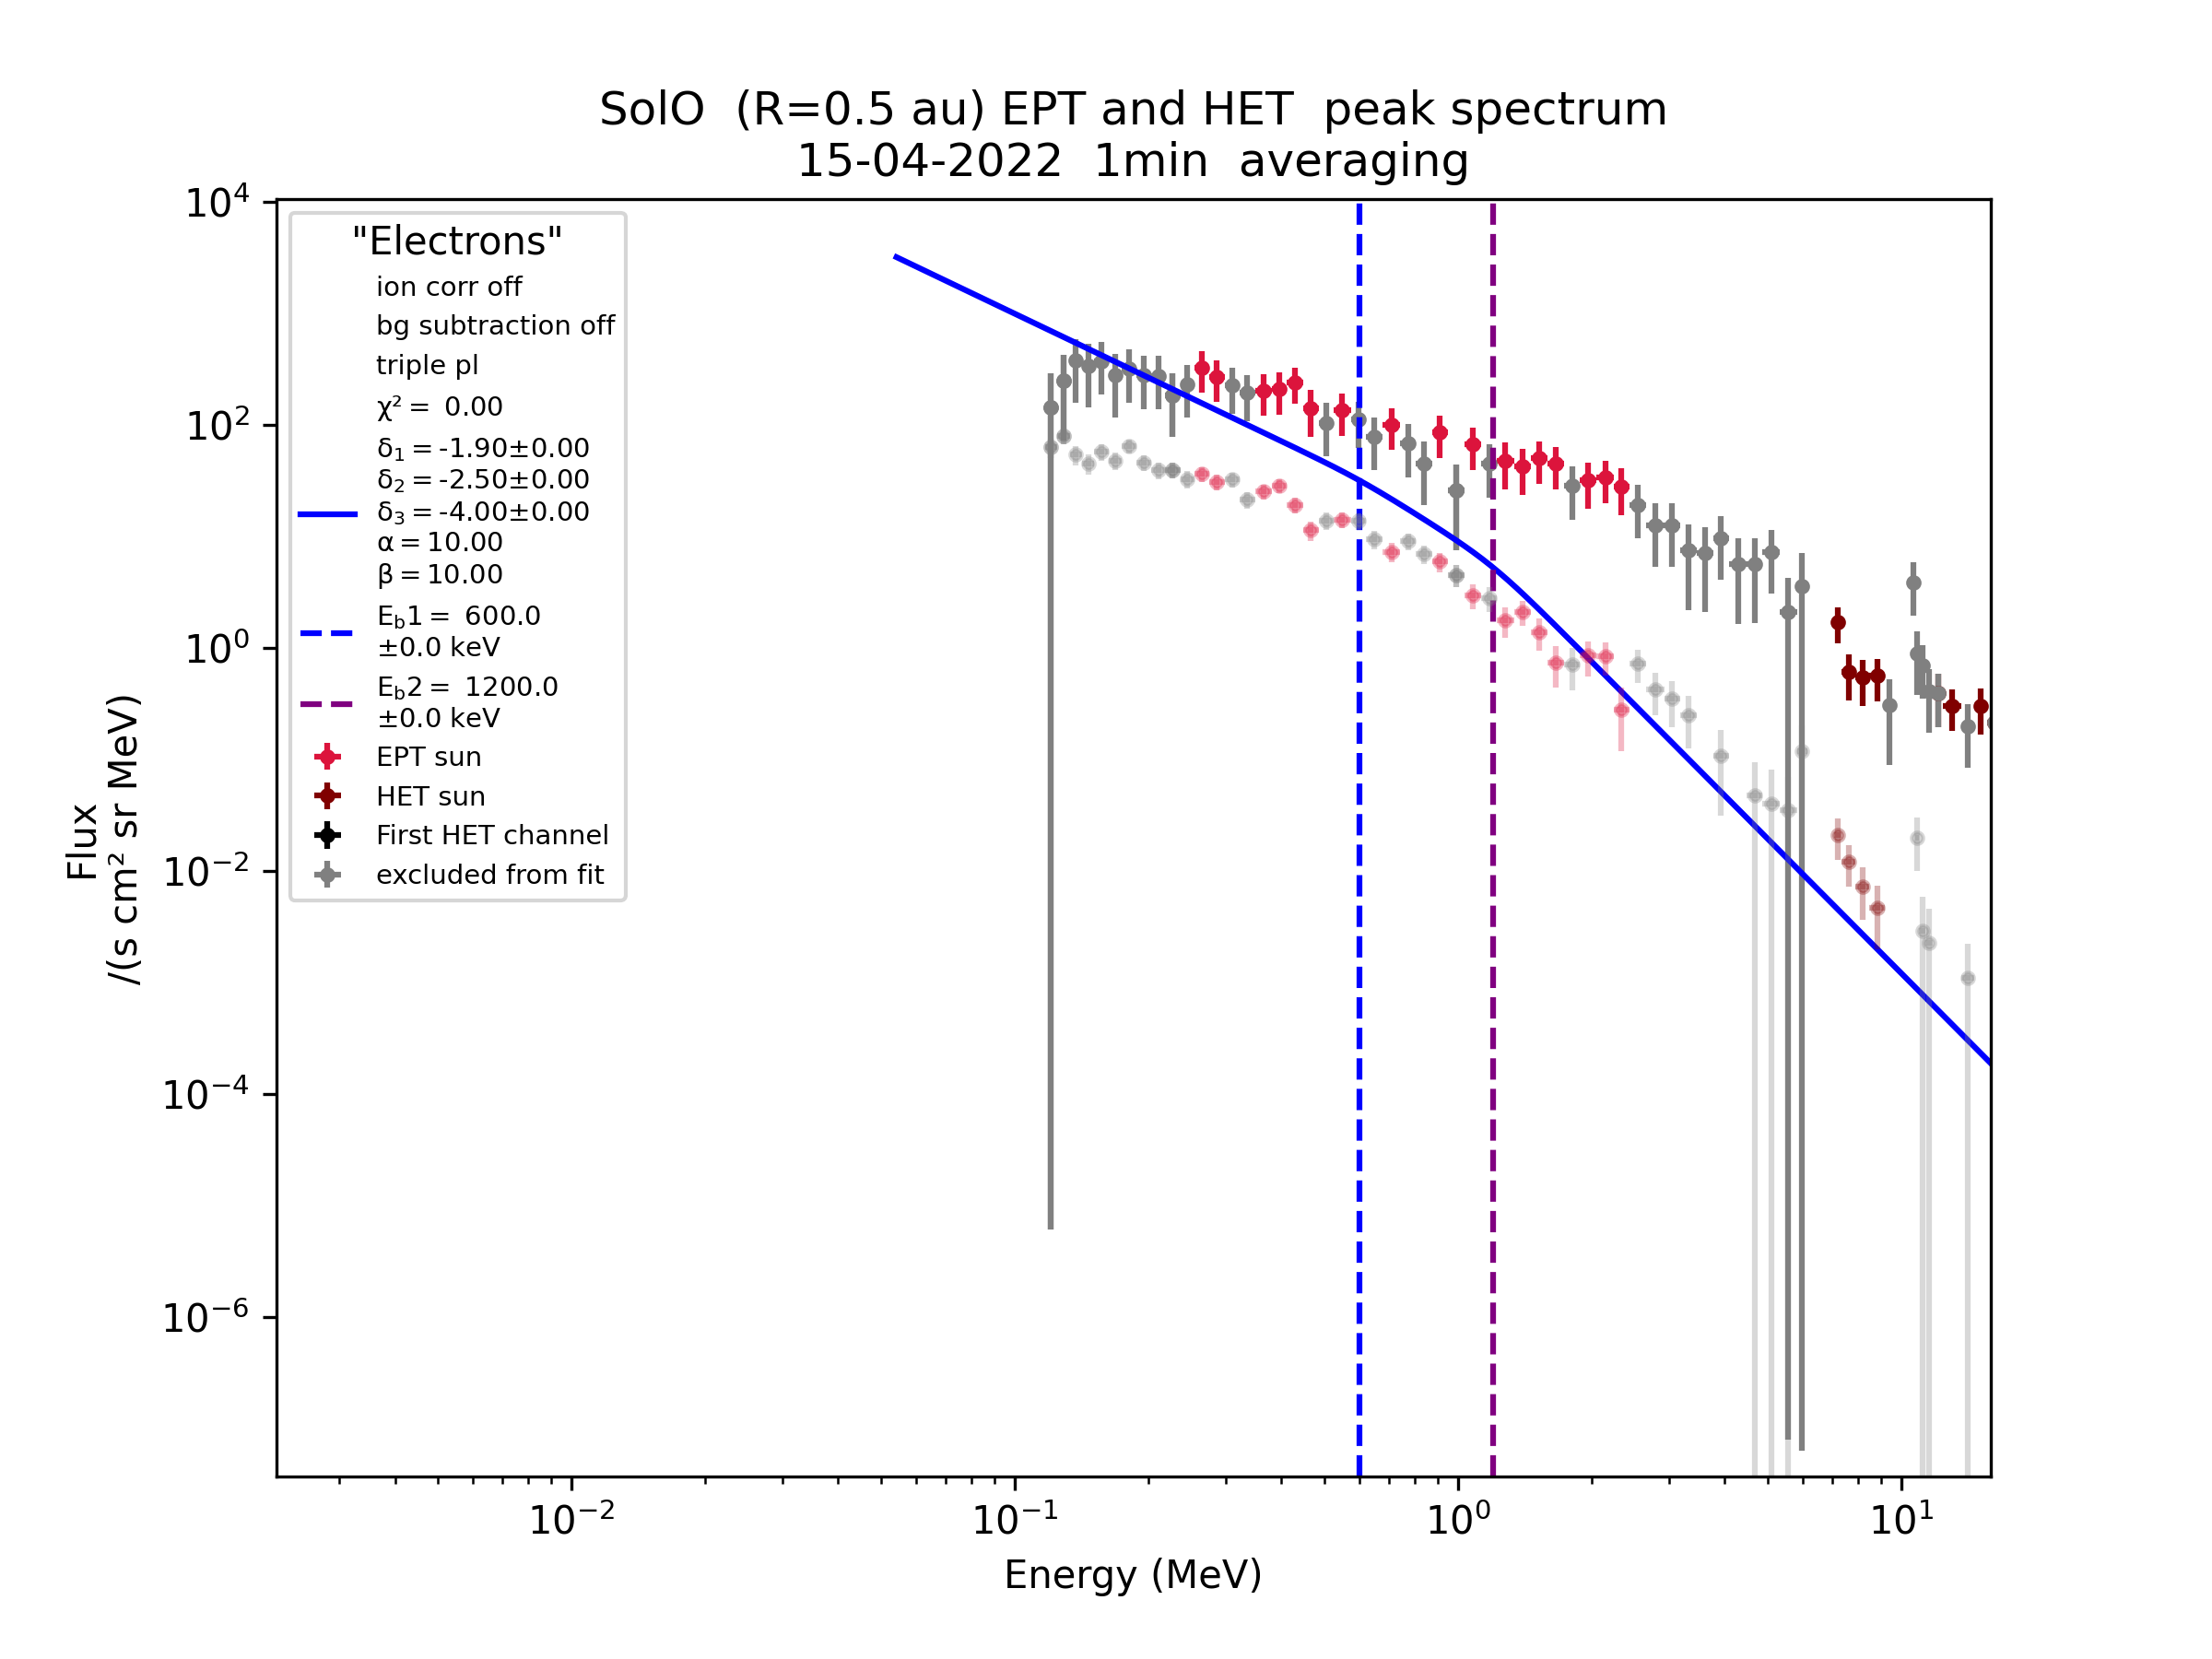 SolO  (R=0.5 au) EPT and HET  peak spectrum
15-04-2022  1min  averaging
"Electrons"
ion corr off
bg subtraction off
triple pl
χ² = 0.00
δ₁ = -1.90±0.00
δ₂ = -2.50±0.00
δ₃ = -4.00±0.00
α = 10.00
β = 10.00
E_b1 = 600.0
±0.0 keV
E_b2 = 1200.0
±0.0 keV
EPT sun
HET sun
First HET channel
excluded from fit
10⁴
10²
10⁰
10⁻²
10⁻⁴
10⁻⁶
Flux
/(s cm² sr MeV)
10⁻² 10⁻¹ 10⁰ 10¹
Energy (MeV)